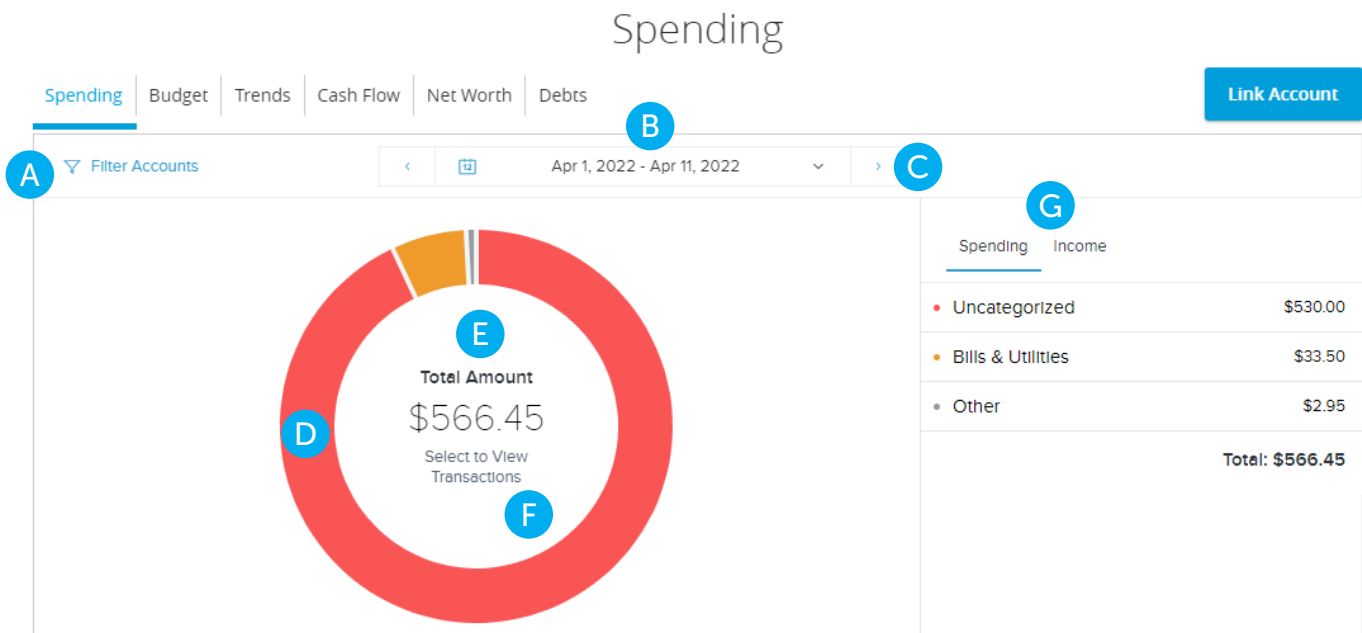 Spending
Spending Budget Trends Cash Flow Net Worth Debts
Link Account
B
A
Filter Accounts
12
Apr 1, 2022 - Apr 11, 2022
C
G
Spending Income
E
Total Amount
$566.45
Select to View
Transactions
D
F
Uncategorized $530.00
Bills & Utilities $33.50
Other $2.95
Total: $566.45